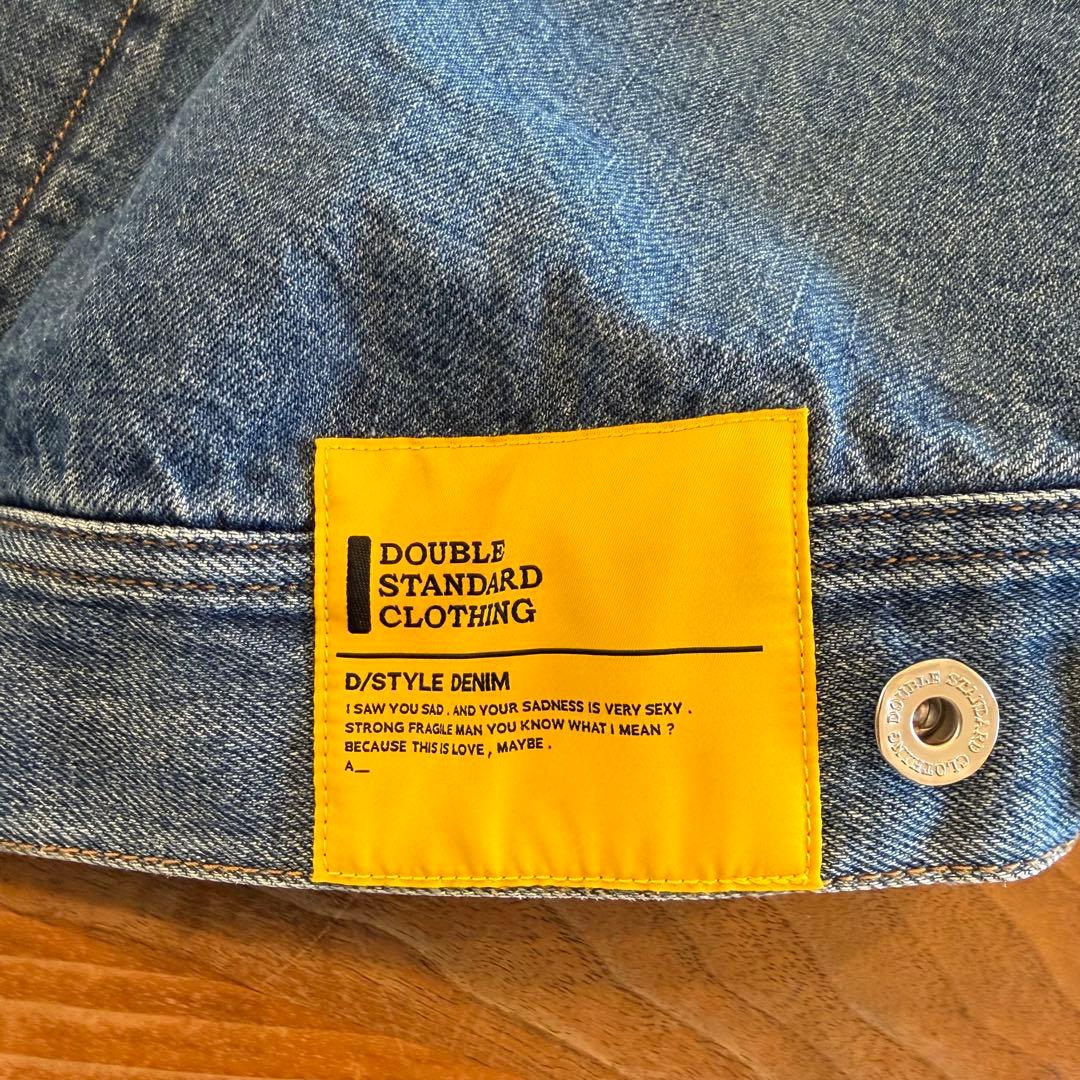 DOUBLE
STANDARD
CLOTHING
D/STYLE DENIM
I SAW YOU SAD . AND YOUR SADNESS IS VERY SEXY .
STRONG FRAGILE MAN YOU KNOW WHAT I MEAN ?
BECAUSE THIS IS LOVE , MAYBE .
A__
DOUBLE STANDARD CLOTHING